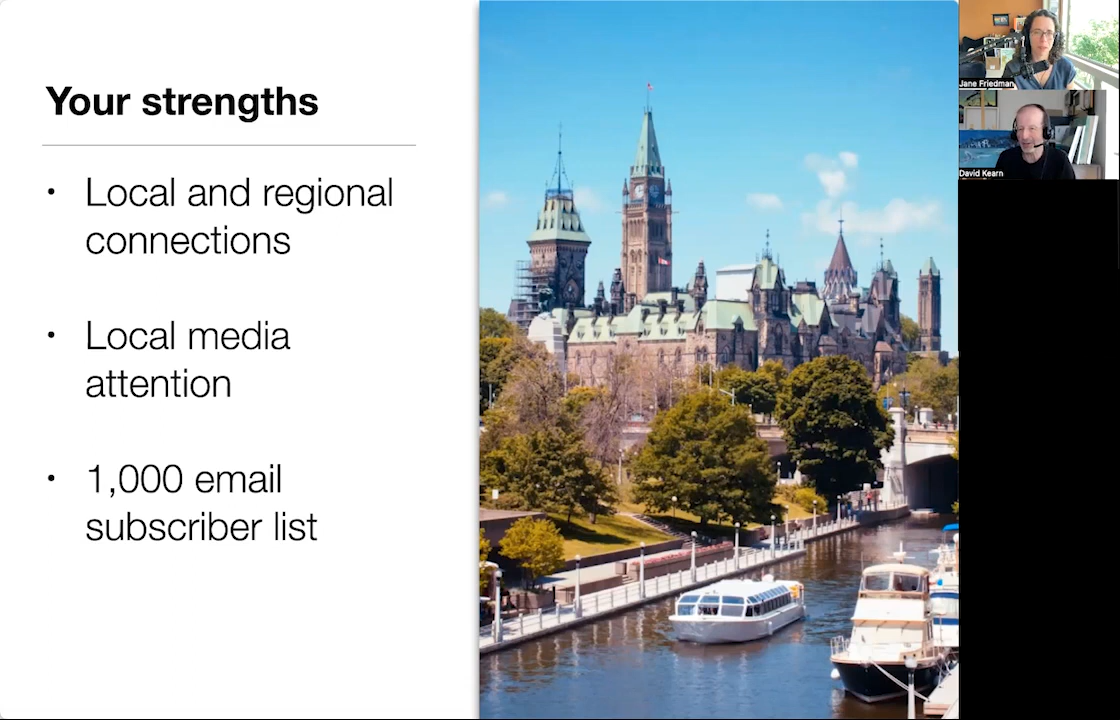 Your strengths
• Local and regional
connections
• Local media
attention
• 1,000 email
subscriber list
Jane Friedman
David Kearn